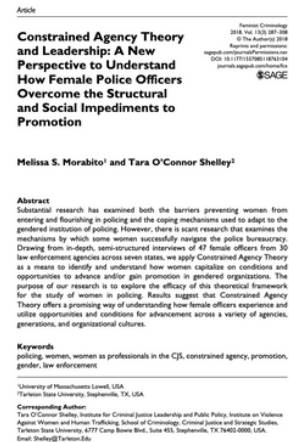 Article
Feminist Criminology
2018, Vol. 13(3) 287–308
© The Author(s) 2018
Reprints and permissions:
sagepub.com/journalsPermissions.nav
DOI: 10.1177/1557085118763104
journals.sagepub.com/home/fcx
SAGE
Constrained Agency Theory
and Leadership: A New
Perspective to Understand
How Female Police Officers
Overcome the Structural
and Social Impediments to
Promotion
Melissa S. Morabito¹ and Tara O'Connor Shelley²
Abstract
Substantial research has examined both the barriers preventing women from
entering and flourishing in policing and the coping mechanisms used to adapt to the
gendered institution of policing. However, there is scant research that examines the
mechanisms by which some women successfully navigate the police bureaucracy.
Drawing from in-depth, semi-structured interviews of 47 female officers from 30
law enforcement agencies across seven states, we apply Constrained Agency Theory
as a means to identify and understand how women capitalize on conditions and
opportunities to advance and/or gain promotion in gendered organizations. The
purpose of our research is to explore the efficacy of this theoretical framework
for the study of women in policing. Results suggest that Constrained Agency
Theory offers a promising way of understanding how female officers experience and
utilize opportunities and conditions for advancement across a variety of agencies,
generations, and organizational cultures.
Keywords
policing, women, women as professionals in the CJS, constrained agency, promotion,
gender, law enforcement
¹University of Massachusetts Lowell, USA
²Tarleton State University, Stephenville, TX, USA
Corresponding Author:
Tara O'Connor Shelley, Institute for Criminal Justice Leadership and Public Policy, Institute on Violence
Against Women and Human Trafficking, School of Criminology, Criminal Justice and Strategic Studies,
Tarleton State University, 6777 Camp Bowie Blvd., Suite 455, Stephenville, TX 76402-0000, USA.
Email: Shelley@Tarleton.Edu